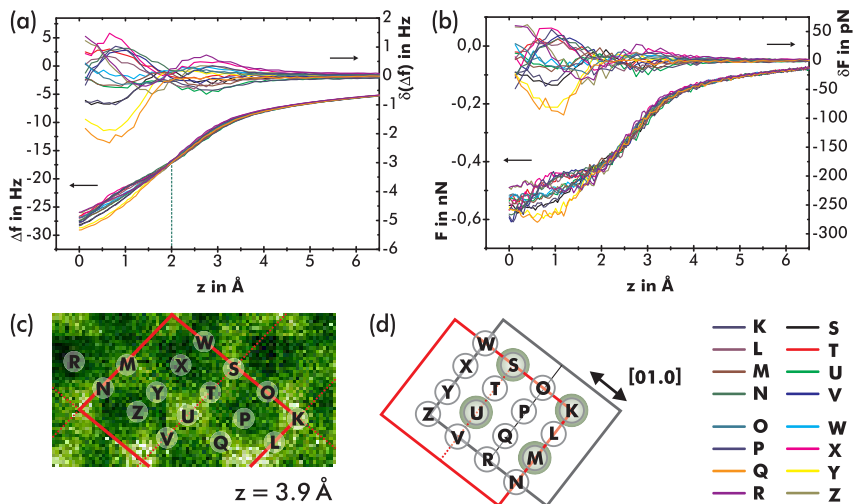 (a)
5
0
-5
-10
-15
-20
-25
-30
Δf in Hz
0
1
2
3
4
5
6
z in Å
2
1
0
-1
-2
-3
-4
-5
-6
δ(Δf) in Hz
(b)
0,0
-0,2
-0,4
-0,6
F in nN
0
1
2
3
4
5
6
z in Å
50
0
-50
-100
-150
-200
-250
-300
δF in pN
(c)
R M X W
N Y T S
Z U P O K
V Q L
z = 3.9 Å
(d)
W
X S
Y T O
Z U P K
V Q L
R M
N
[01.0]
K S
L T
M U
N V
O W
P X
Q Y
R Z